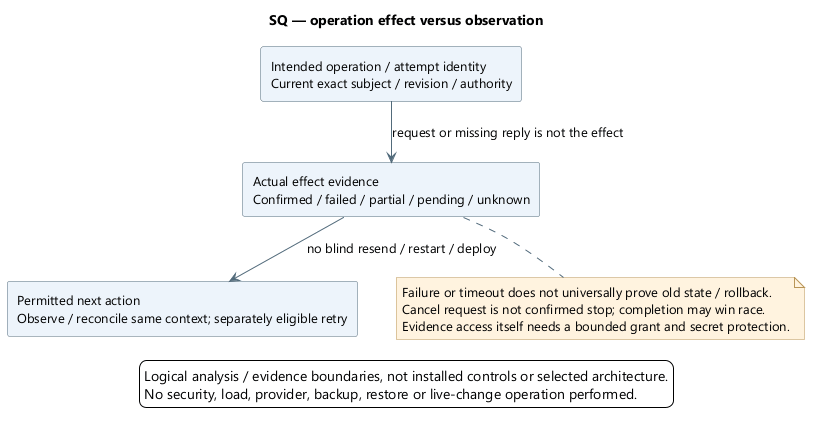 SQ — operation effect versus observation
Intended operation / attempt identity
Current exact subject / revision / authority
request or missing reply is not the effect
Actual effect evidence
Confirmed / failed / partial / pending / unknown
no blind resend / restart / deploy
Permitted next action
Observe / reconcile same context; separately eligible retry
Failure or timeout does not universally prove old state / rollback.
Cancel request is not confirmed stop; completion may win race.
Evidence access itself needs a bounded grant and secret protection.
Logical analysis / evidence boundaries, not installed controls or selected architecture.
No security, load, provider, backup, restore or live-change operation performed.